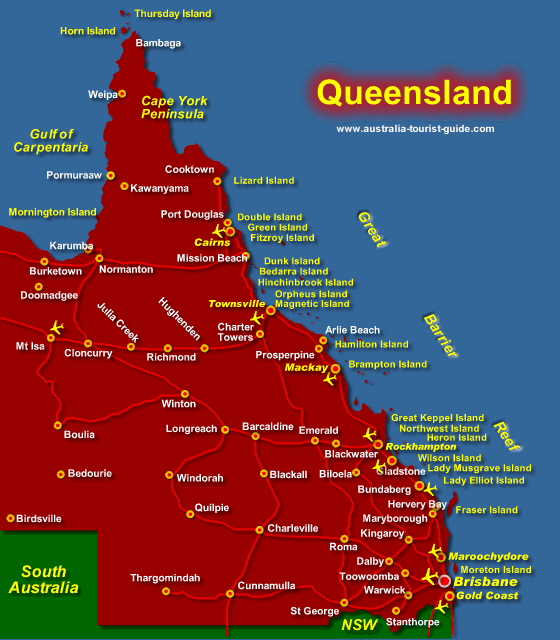 Thursday Island
Horn Island
Bambaga
Queensland
www.australia-tourist-guide.com
Weipa
Cape York
Peninsula
Gulf of
Carpentaria
Cooktown
Pormuraaw
Kawanyama
Lizard Island
Mornington Island
Port Douglas
Double Island
Green Island
Fitzroy Island
Cairns
Great
Karumba
Mission Beach
Burketown
Normanton
Dunk Island
Bedarra Island
Hinchinbrook Island
Orpheus Island
Magnetic Island
Doomadgee
Townsville
Julia Creek
Hughenden
Charter
Towers
Arlie Beach
Hamilton Island
Barrier
Mt Isa
Cloncurry
Richmond
Prosperpine
Mackay
Brampton Island
Winton
Great Keppel Island
Northwest Island
Heron Island
Reef
Boulia
Longreach
Barcaldine
Emerald
Rockhampton
Blackwater
Wilson Island
Gladstone
Lady Musgrave Island
Bedourie
Windorah
Blackall
Biloela
Lady Elliot Island
Bundaberg
Hervery Bay
Quilpie
Fraser Island
Birdsville
Charleville
Maryborough
Kingaroy
Roma
Maroochydore
Dalby
Moreton Island
South
Australia
Thargomindah
Cunnamulla
Toowoomba
Brisbane
Warwick
Gold Coast
St George
NSW
Stanthorpe